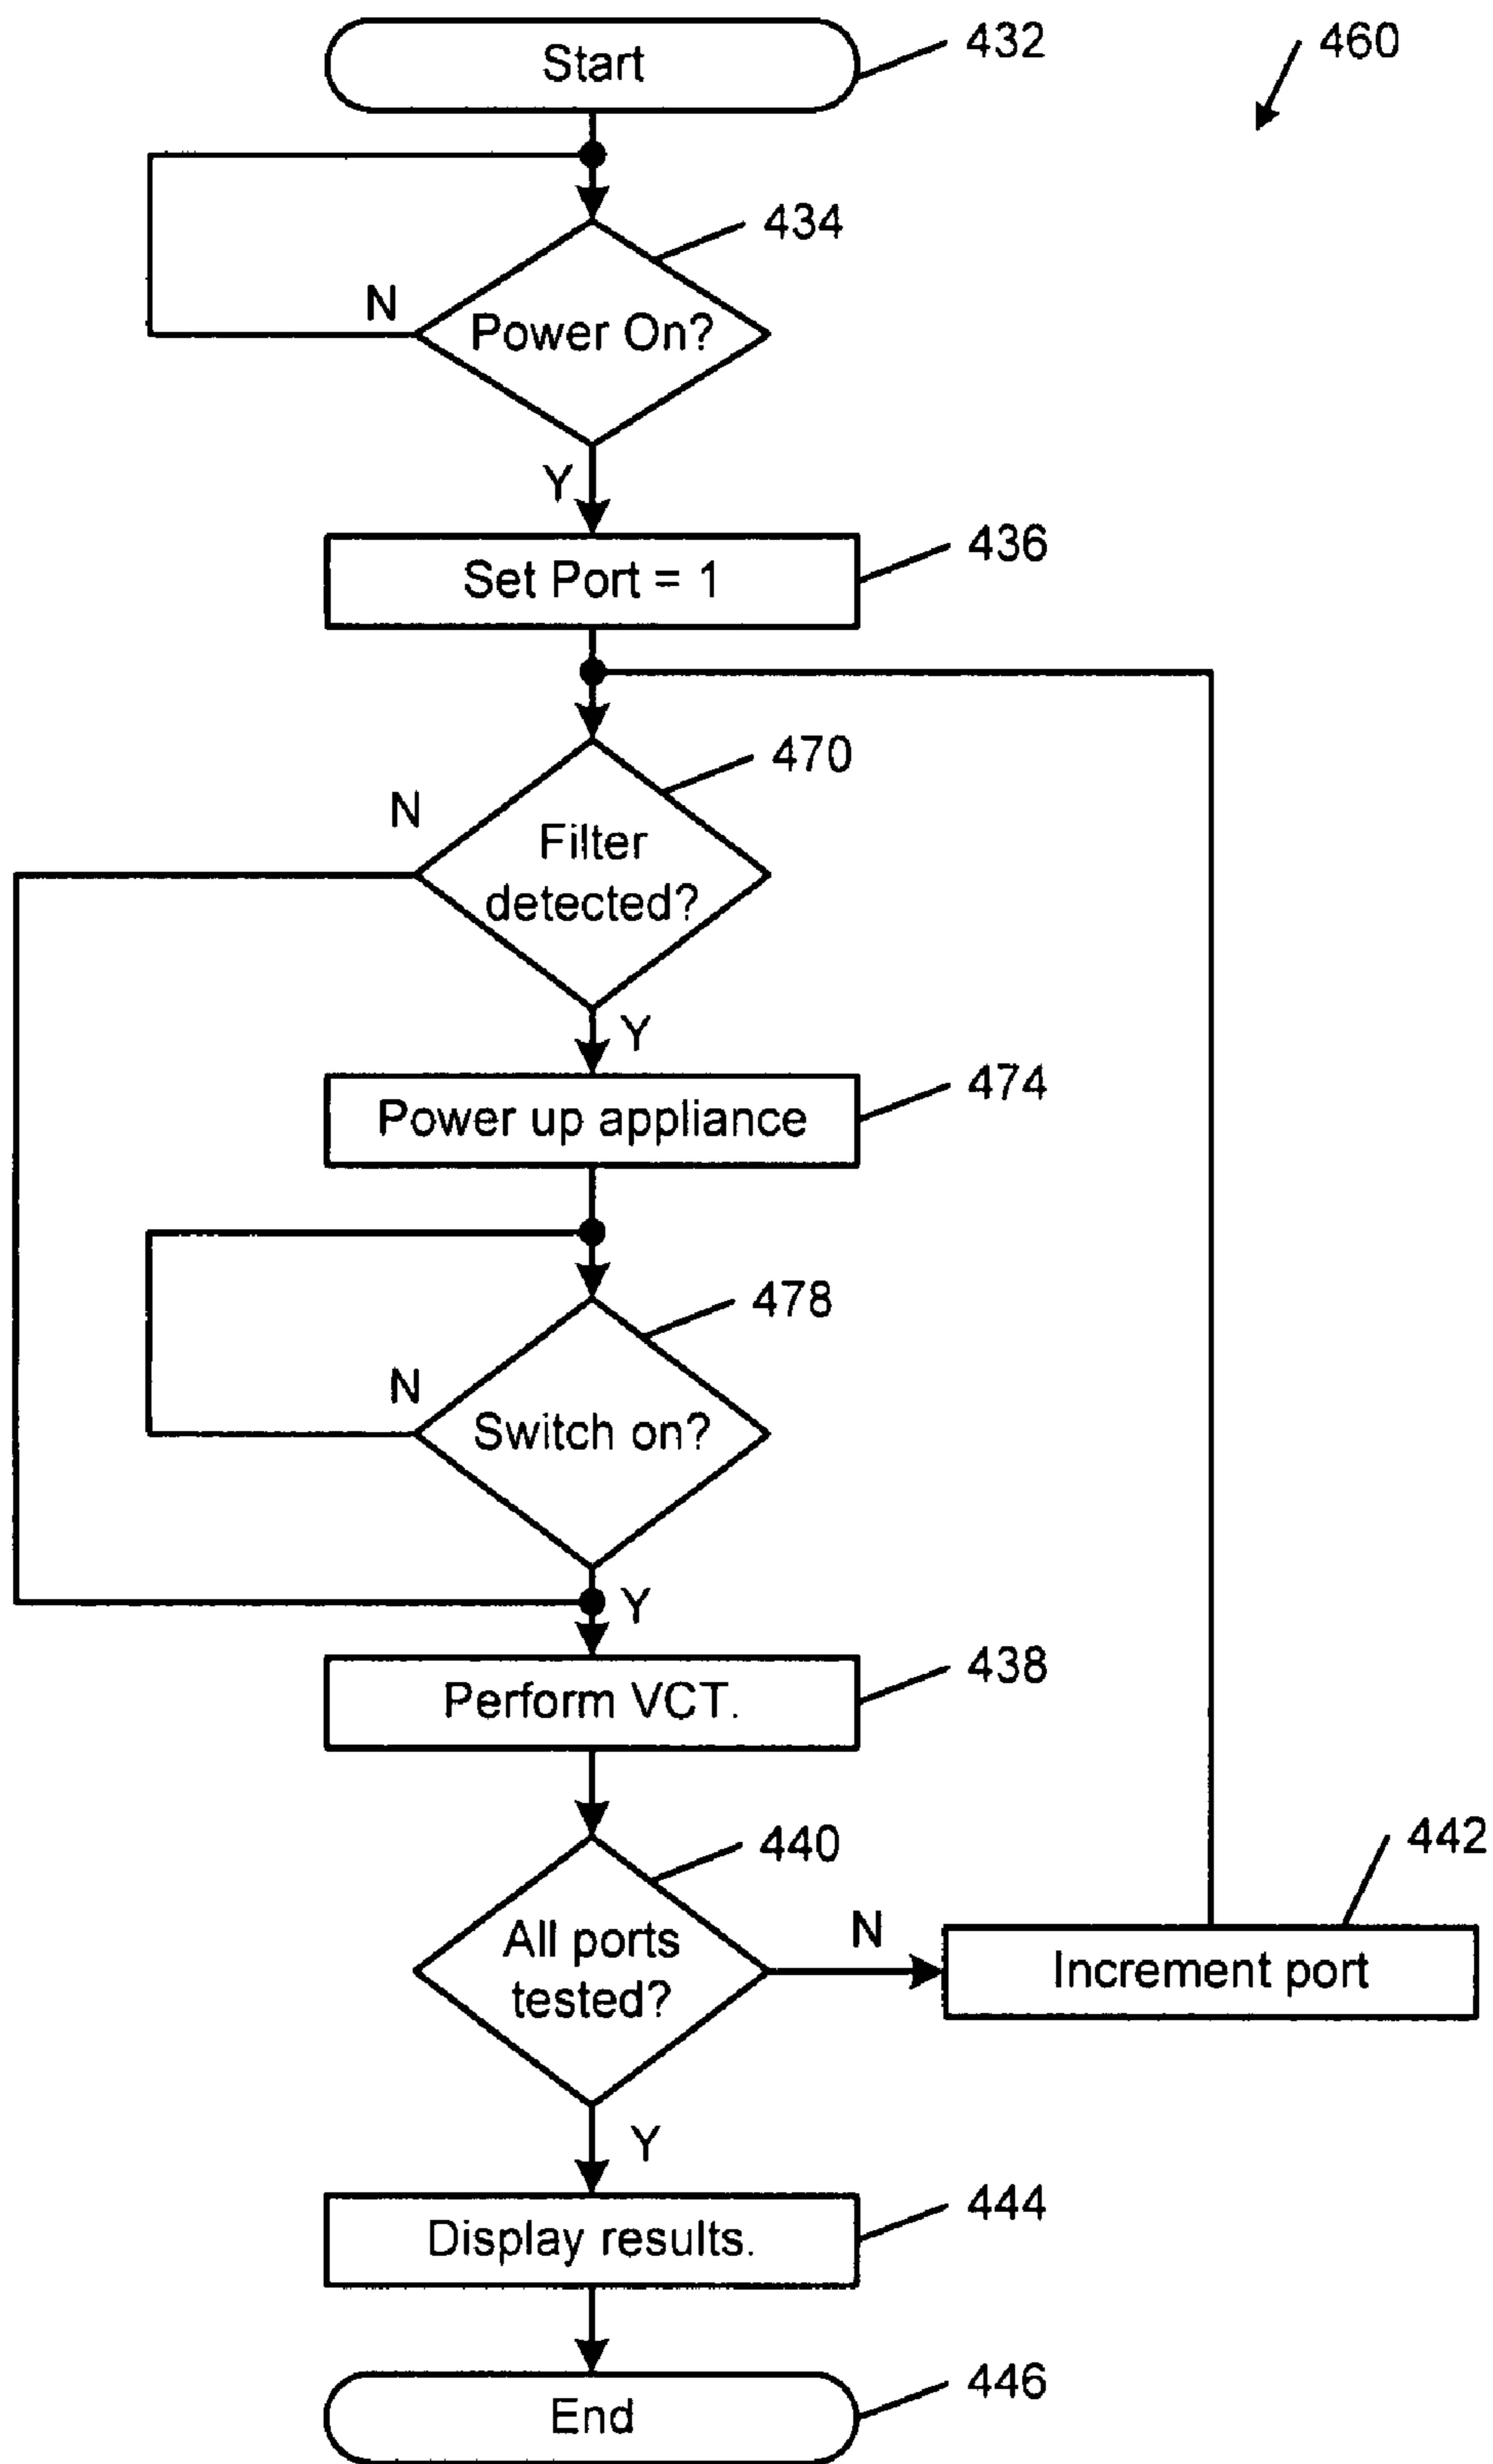 Start
432
460
434
N
Power On?
Y
436
Set Port = 1
470
N
Filter
detected?
Y
474
Power up appliance
478
N
Switch on?
Y
438
Perform VCT.
440
442
All ports
tested?
N
Increment port
Y
444
Display results.
446
End